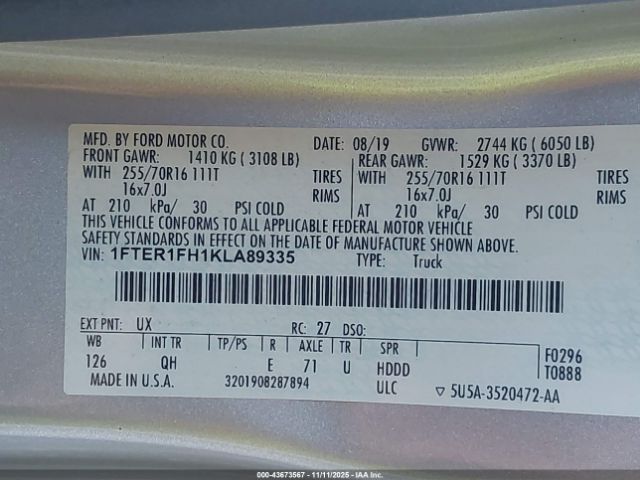 MFD. BY FORD MOTOR CO. DATE: 08/19 GVWR: 2744 KG ( 6050 LB)
FRONT GAWR: 1410 KG ( 3108 LB) REAR GAWR: 1529 KG ( 3370 LB)
WITH 255/70R16 111T TIRES WITH 255/70R16 111T TIRES
16x7.0J RIMS 16x7.0J RIMS
AT 210 kPa/ 30 PSI COLD AT 210 kPa/ 30 PSI COLD
THIS VEHICLE CONFORMS TO ALL APPLICABLE FEDERAL MOTOR VEHICLE
SAFETY STANDARDS IN EFFECT ON THE DATE OF MANUFACTURE SHOWN ABOVE.
VIN: 1FTER1FH1KLA89335 TYPE: Truck
EXT PNT: UX RC: 27 DSO:
WB INT TR TP/PS R AXLE TR SPR F0296
126 QH E 71 U HDDD T0888
MADE IN U.S.A. 3201908287894 ULC ▽ 5U5A-3520472-AA
000-43673567 - 11/11/2025 - IAA Inc.